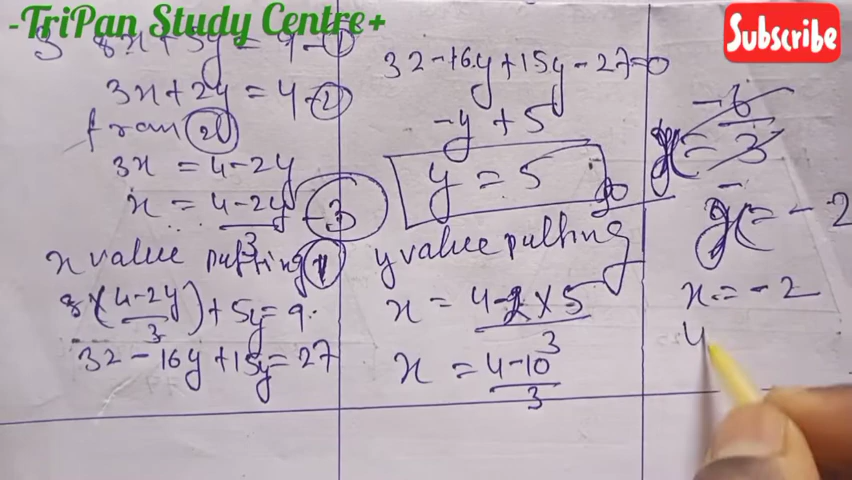 -TriPan Study Centre+
Subscribe
3 8x+5y = 9 - ①
3x+2y = 4 - ②
from ②
3x = 4-2y
x = 4-2y/3 - 3
x value putting ①
8×(4-2y/3) + 5y = 9.
32 - 16y + 15y = 27
32-16y+15y-27=0
-y + 5
y = 5
y value putting
x = 4-2×5/3
x = 4-10/3
= -6/3
= -2
x = -2
y